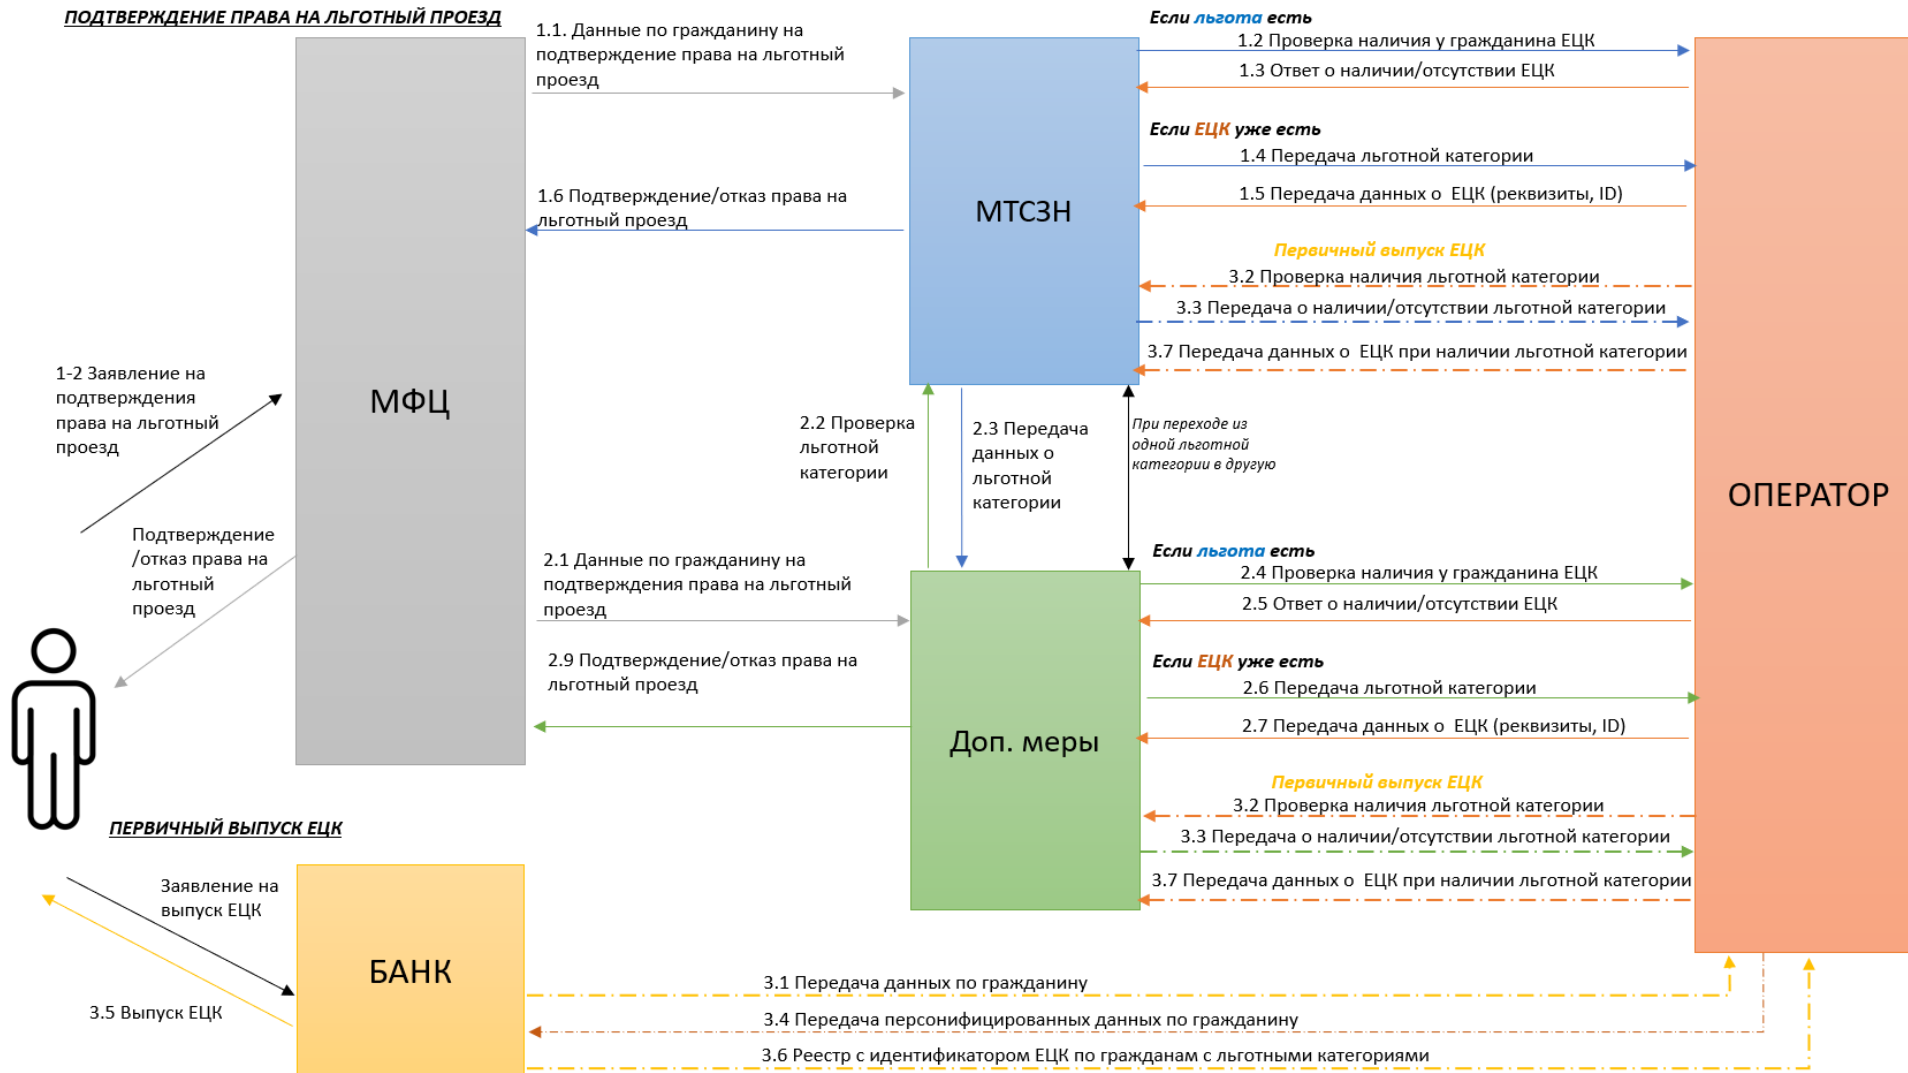 ПОДТВЕРЖДЕНИЕ ПРАВА НА ЛЬГОТНЫЙ ПРОЕЗД
1.1. Данные по гражданину на
подтверждение права на льготный
проезд
1.6 Подтверждение/отказ права на
льготный проезд
МФЦ
1-2 Заявление на
подтверждения
права на льготный
проезд
Подтверждение
/отказ права на
льготный
проезд
МТСЗН
Если льгота есть
1.2 Проверка наличия у гражданина ЕЦК
1.3 Ответ о наличии/отсутствии ЕЦК
Если ЕЦК уже есть
1.4 Передача льготной категории
1.5 Передача данных о ЕЦК (реквизиты, ID)
Первичный выпуск ЕЦК
3.2 Проверка наличия льготной категории
3.3 Передача о наличии/отсутствии льготной категории
3.7 Передача данных о ЕЦК при наличии льготной категории
ОПЕРАТОР
2.2 Проверка
льготной
категории
2.3 Передача
данных о
льготной
категории
При переходе из
одной льготной
категории в другую
2.1 Данные по гражданину на
подтверждения права на льготный
проезд
2.9 Подтверждение/отказ права на
льготный проезд
Доп. меры
Если льгота есть
2.4 Проверка наличия у гражданина ЕЦК
2.5 Ответ о наличии/отсутствии ЕЦК
Если ЕЦК уже есть
2.6 Передача льготной категории
2.7 Передача данных о ЕЦК (реквизиты, ID)
Первичный выпуск ЕЦК
3.2 Проверка наличия льготной категории
3.3 Передача о наличии/отсутствии льготной категории
3.7 Передача данных о ЕЦК при наличии льготной категории
ПЕРВИЧНЫЙ ВЫПУСК ЕЦК
Заявление на
выпуск ЕЦК
3.5 Выпуск ЕЦК
БАНК
3.1 Передача данных по гражданину
3.4 Передача персонифицированных данных по гражданину
3.6 Реестр с идентификатором ЕЦК по гражданам с льготными категориями